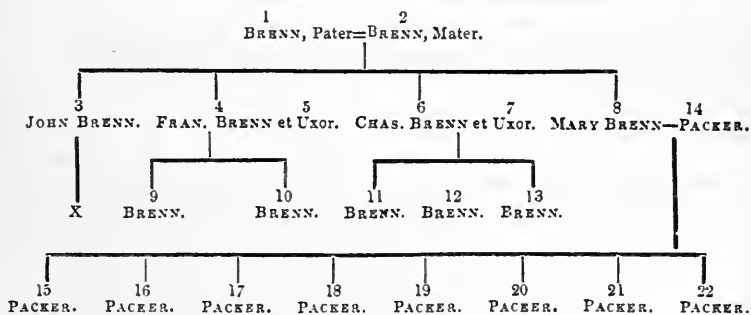 1 2
BRENN, Pater=BRENN, Mater.
3 4 5 6 7 8 14
JOHN BRENN. FRAN. BRENN et UXOR. CHAS. BRENN et UXOR. MARY BRENN—PACKER.
9 10 11 12 13
X BRENN. BRENN. BRENN. BRENN. BRENN.
15 16 17 18 19 20 21 22
PACKER. PACKER. PACKER. PACKER. PACKER. PACKER. PACKER. PACKER.